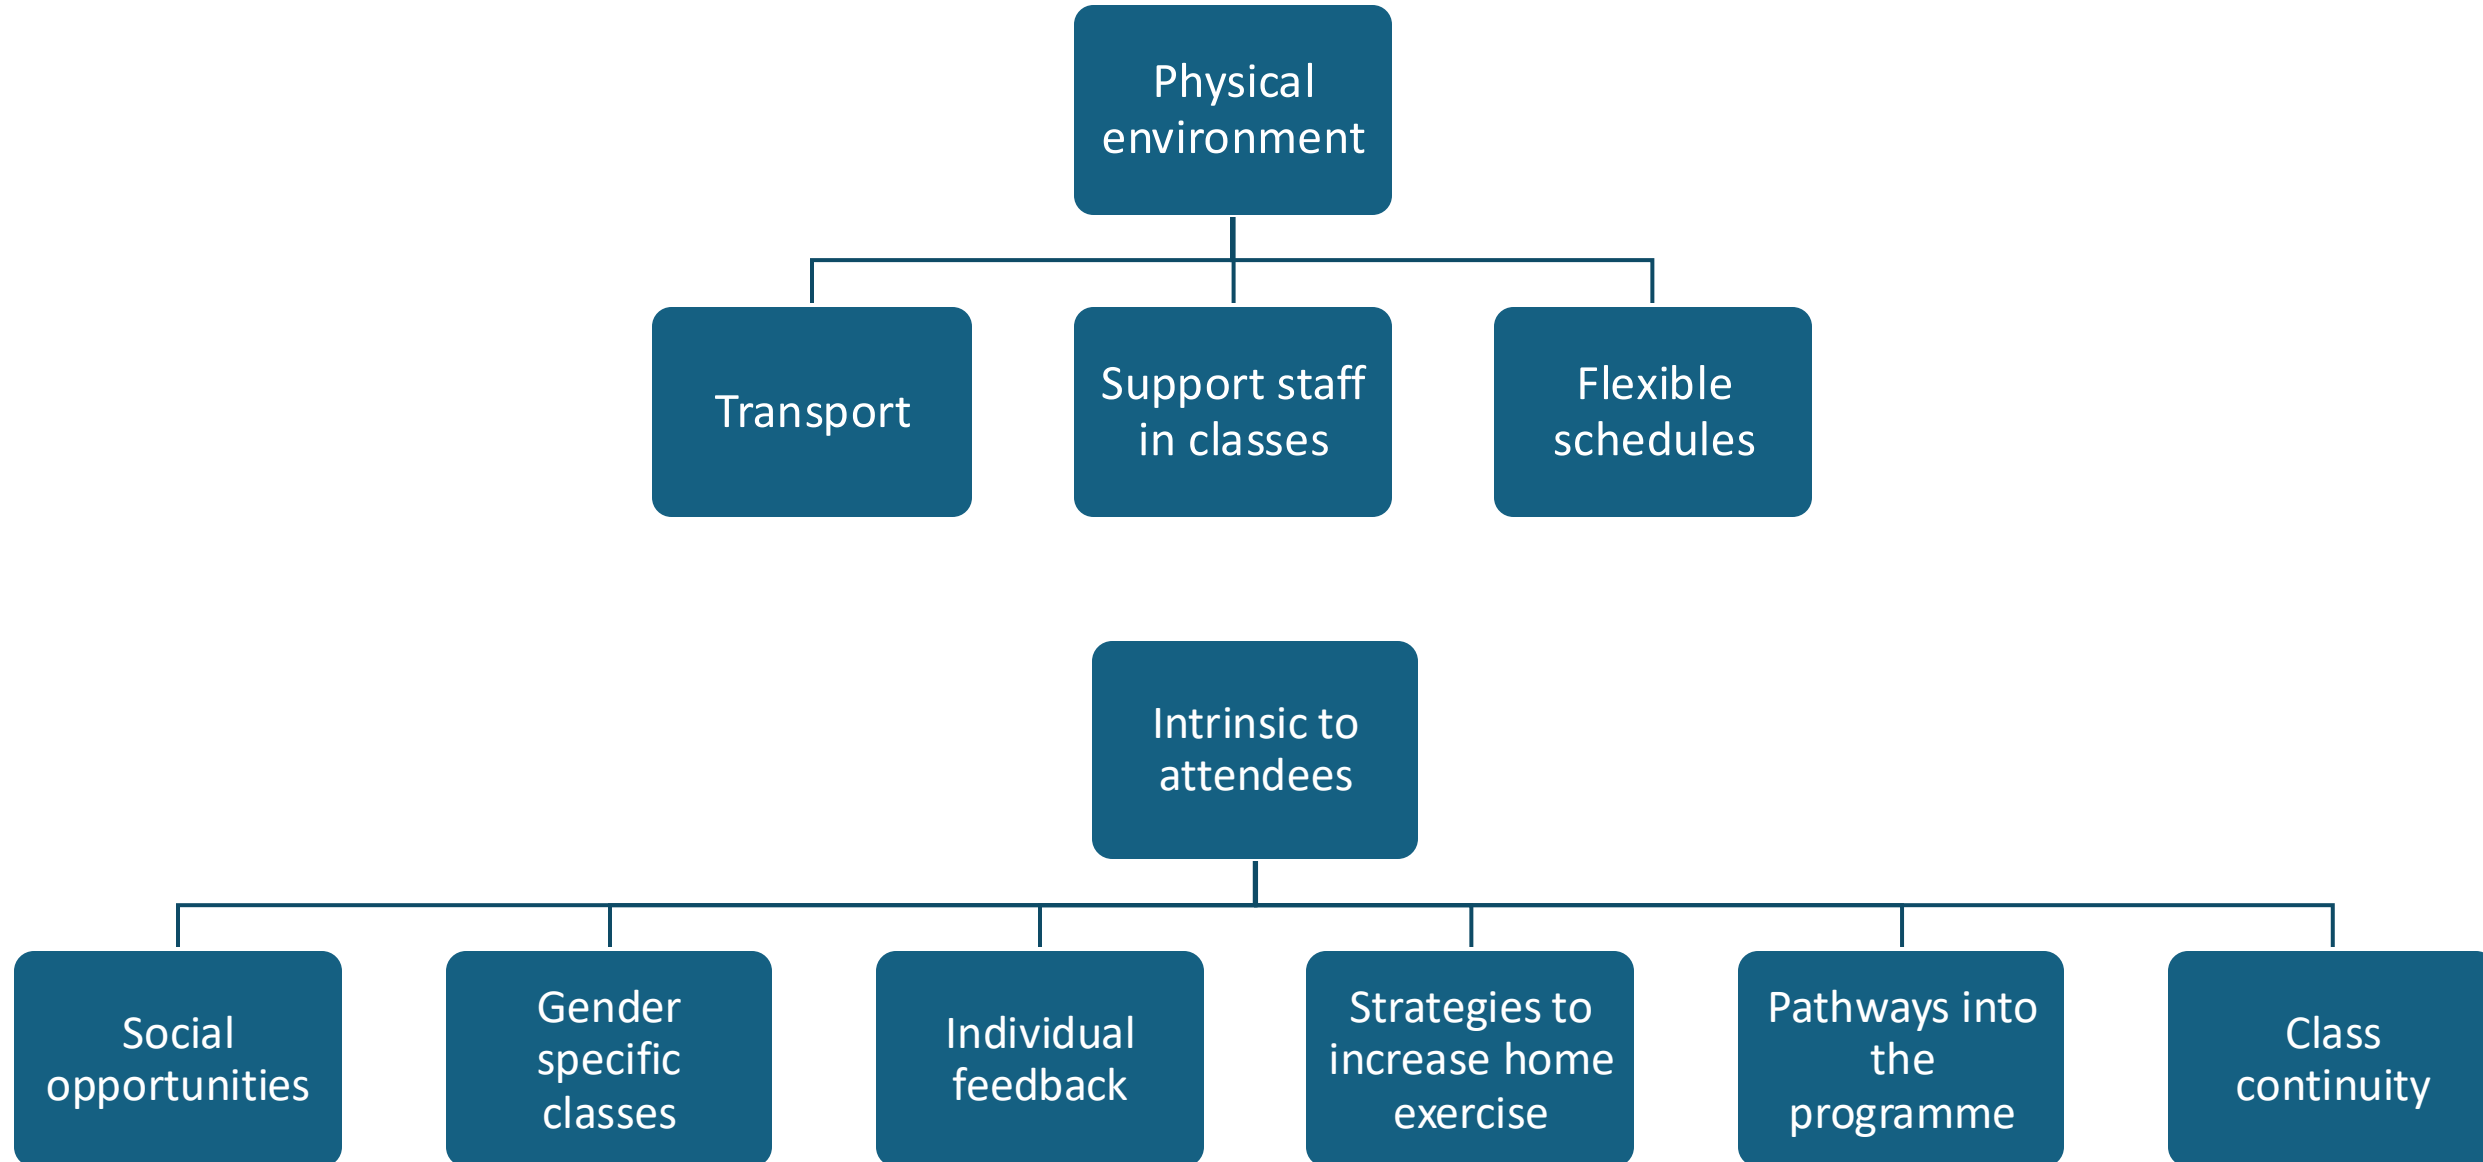 Physical
environment
Transport
Support staff
in classes
Flexible
schedules
Intrinsic to
attendees
Social
opportunities
Gender
specific
classes
Individual
feedback
Strategies to
increase home
exercise
Pathways into
the
programme
Class
continuity